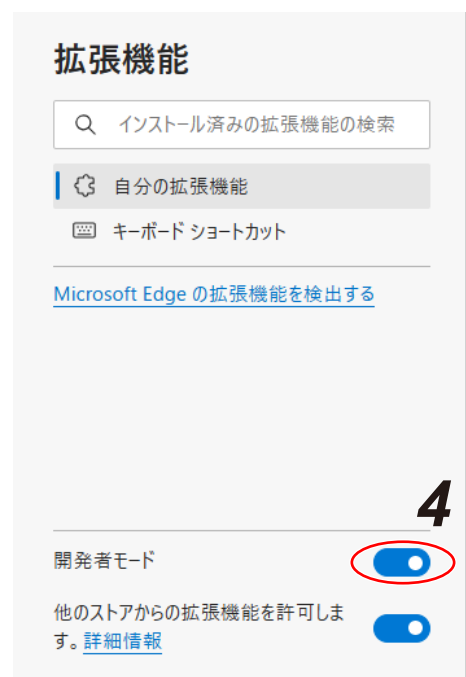 拡張機能
インストール済みの拡張機能の検索
自分の拡張機能
キーボード ショートカット
Microsoft Edge の拡張機能を検出する
4
開発者モード
他のストアからの拡張機能を許可しま
す。詳細情報